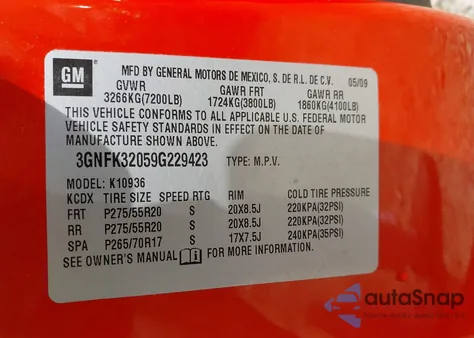 GM
MFD BY GENERAL MOTORS DE MEXICO, S. DE R.L. DE C.V. 05/09
GVWR GAWR FRT GAWR RR
3266KG(7200LB) 1724KG(3800LB) 1860KG(4100LB)
THIS VEHICLE CONFORMS TO ALL APPLICABLE U.S. FEDERAL MOTOR
VEHICLE SAFETY STANDARDS IN EFFECT ON THE DATE OF
MANUFACTURE SHOWN ABOVE.
3GNFK32059G229423 TYPE: M.P.V.
MODEL: K10936
KCDX TIRE SIZE SPEED RTG RIM COLD TIRE PRESSURE
FRT P275/55R20 S 20X8.5J 220KPA(32PSI)
RR P275/55R20 S 20X8.5J 220KPA(32PSI)
SPA P265/70R17 S 17X7.5J 240KPA(35PSI)
SEE OWNER'S MANUAL FOR MORE INFORMATION.
autaSnap